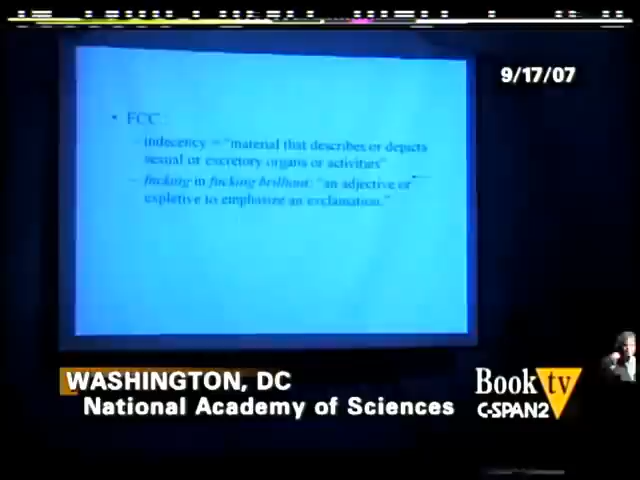 9/17/07
• FCC:
– indecency = "material that describes or depicts
sexual or excretory organs or activities"
– fucking in fucking brilliant: "an adjective or
expletive to emphasize an exclamation."
WASHINGTON, DC
National Academy of Sciences
Book tv
C-SPAN2